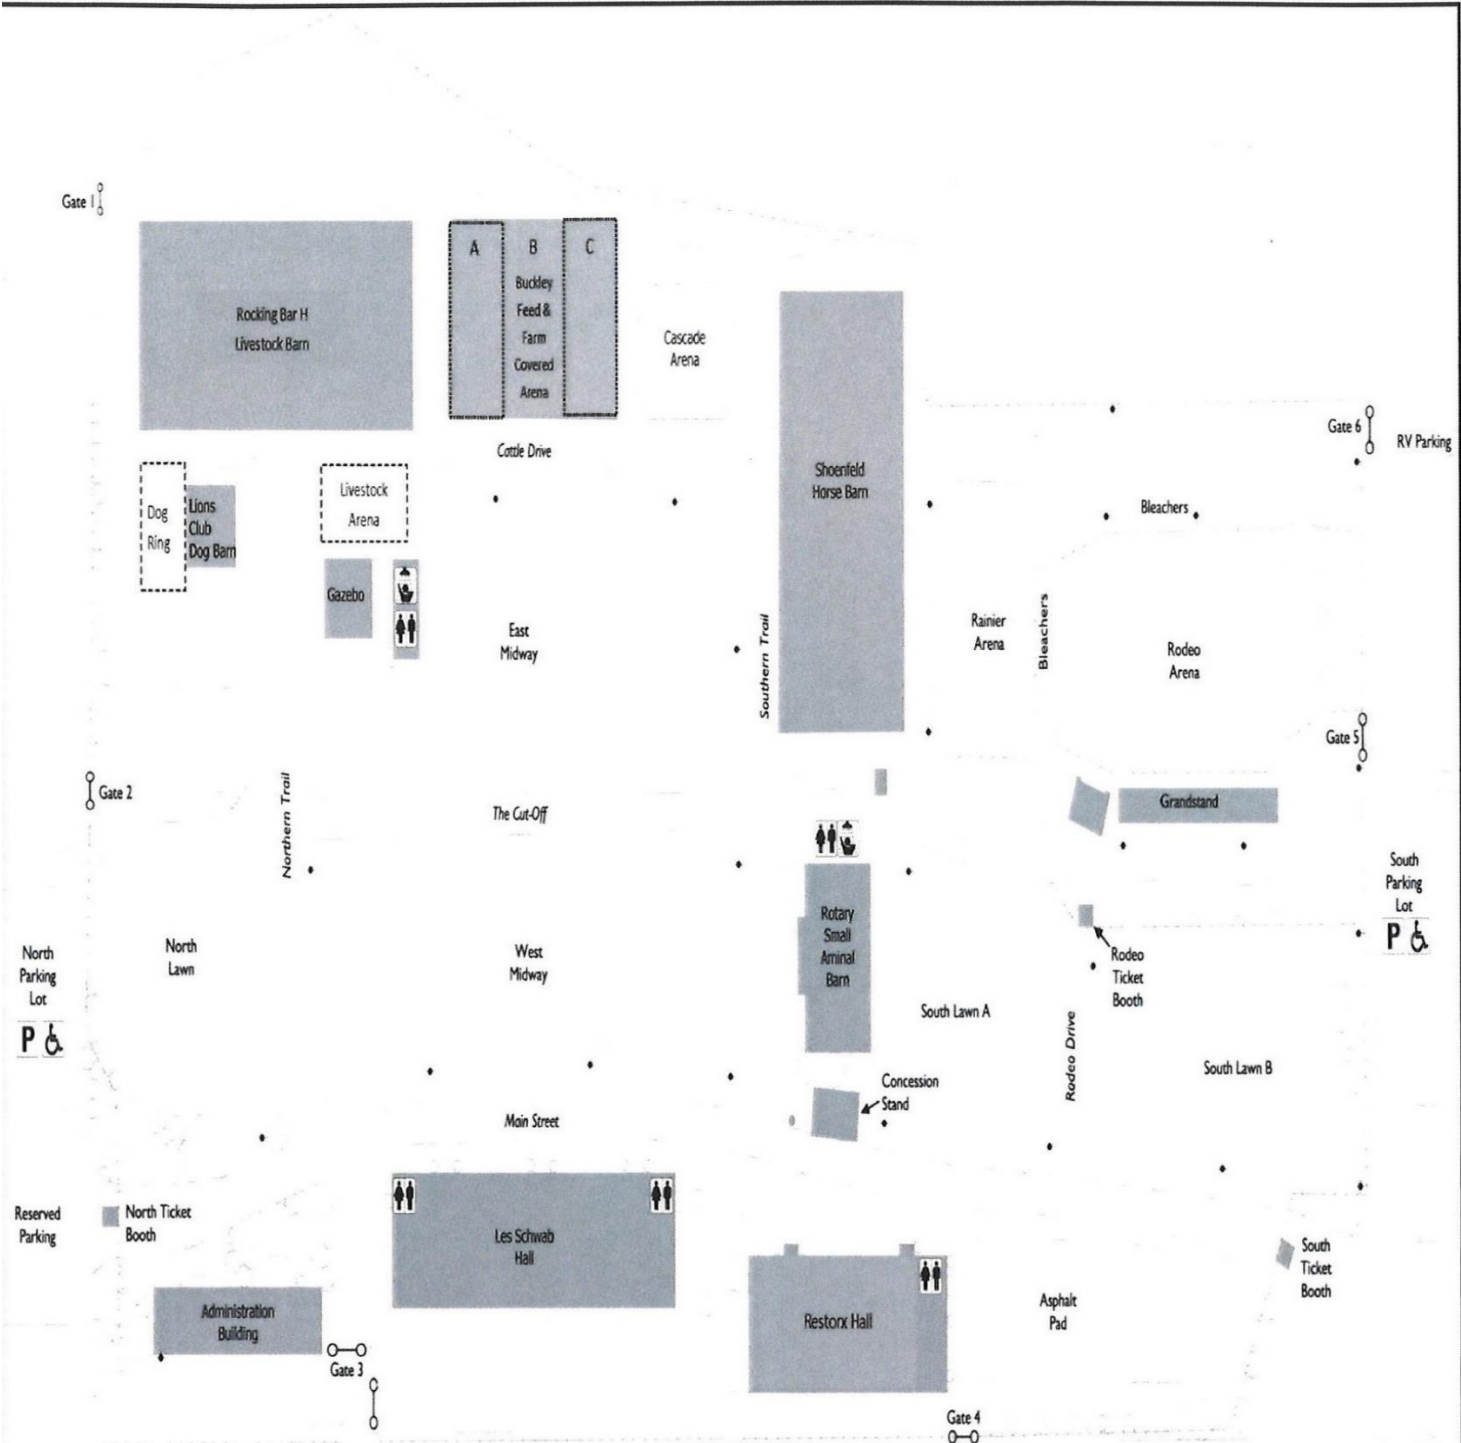 Gate 1
Rocking Bar H
Livestock Barn
A
B
C
Buckley
Feed &
Farm
Covered
Arena
Cascade
Arena
Gate 6
RV Parking
Cattle Drive
Shoenfeld
Horse Barn
Dog
Ring
Lions
Club
Dog Barn
Livestock
Arena
Bleachers
Gazebo
East
Midway
Southern Trail
Rainier
Arena
Bleachers
Rodeo
Arena
Gate 5
Gate 2
Northern Trail
The Cut-Off
Grandstand
South
Parking
Lot
P
North
Parking
Lot
P
North
Lawn
West
Midway
Rotary
Small
Aminal
Barn
Rodeo
Ticket
Booth
South Lawn A
Rodeo Drive
South Lawn B
Concession
Stand
Main Street
Reserved
Parking
North Ticket
Booth
Les Schwab
Hall
South
Ticket
Booth
Administration
Building
Restorx Hall
Asphalt
Pad
Gate 3
Gate 4